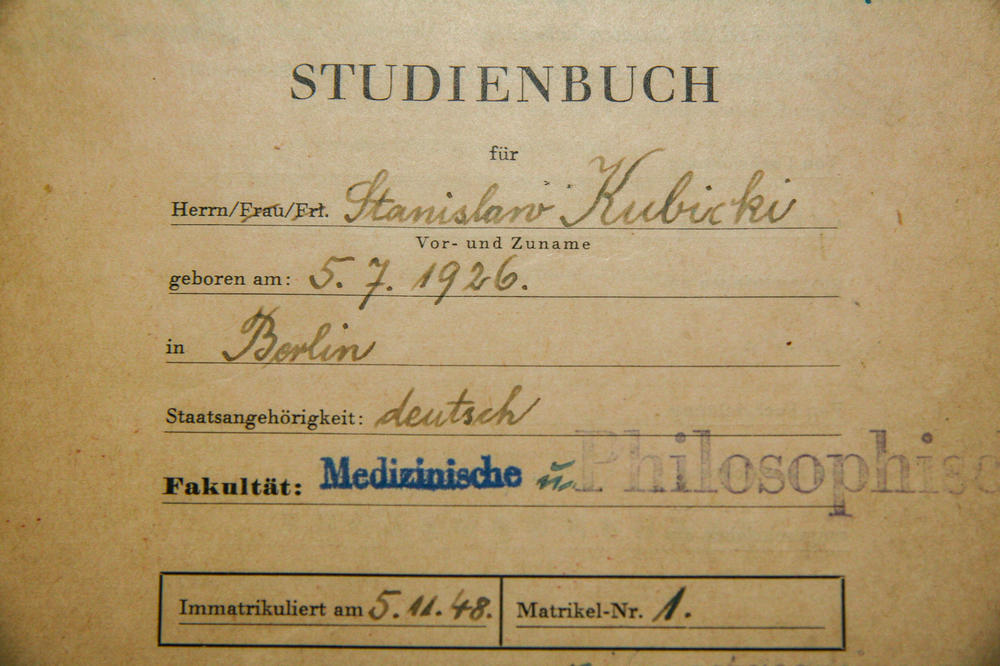 STUDIENBUCH
für
Herrn/Frau/Frl. Stanislaw Kubicki
Vor- und Zuname
geboren am: 5. 7. 1926.
in Berlin
Staatsangehörigkeit: deutsch
Fakultät: Medizinische u. Philosophisc
Immatrikuliert am 5. 11. 48. Matrikel-Nr. 1.